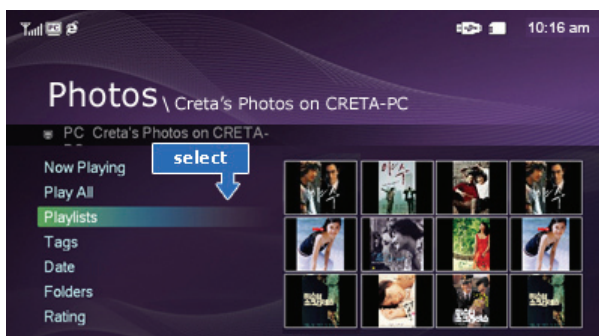 PC
10:16 am
Photos \ Creta's Photos on CRETA-PC
PC Creta's Photos on CRETA-
select
Now Playing
Play All
Playlists
Tags
Date
Folders
Rating